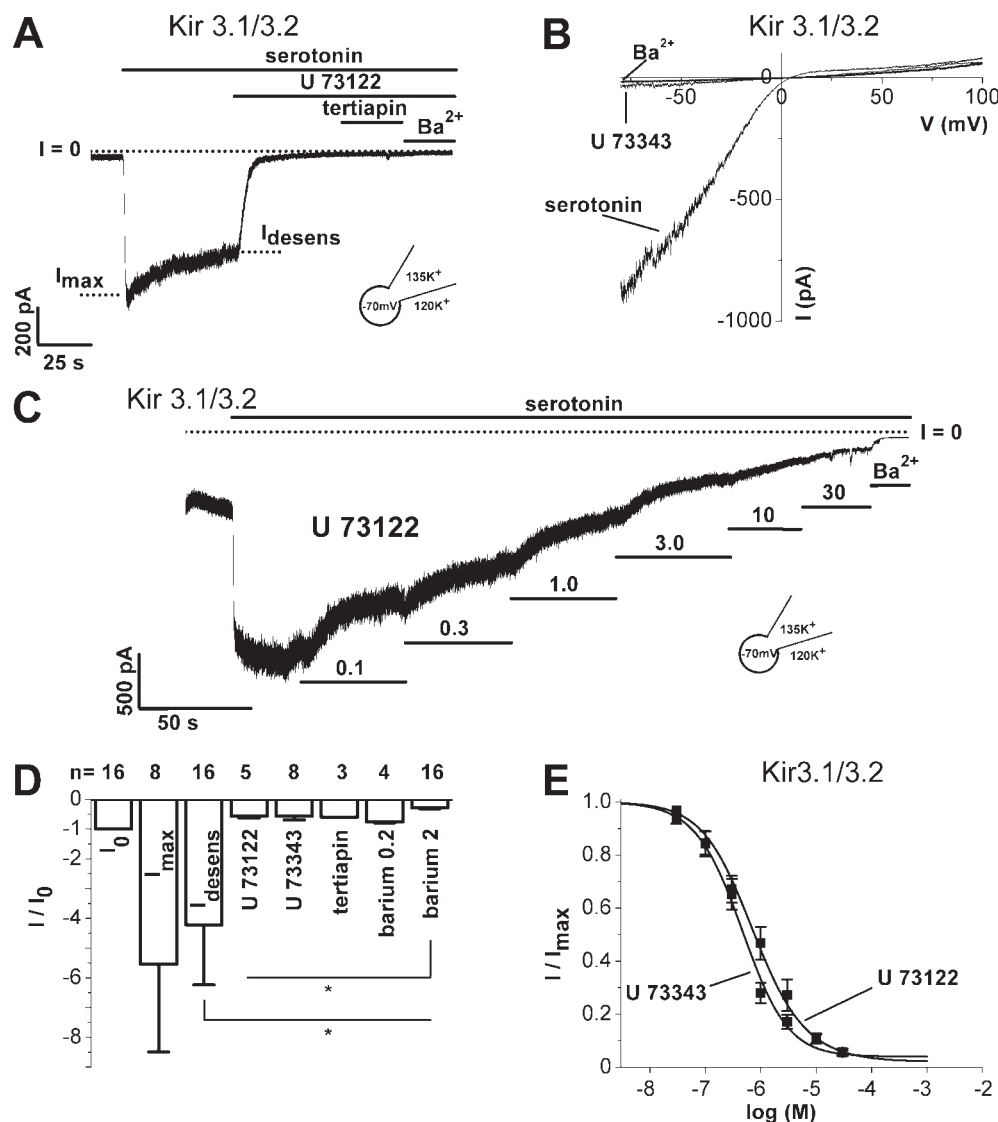 A
Kir 3.1/3.2
serotonin
U 73122
tertiapin
Ba2+
I = 0
Imax
Idesens
135K+
-70mV
120K+
200 pA
25 s
B
Kir 3.1/3.2
Ba2+
0
-50
0
50
100
V (mV)
U 73343
serotonin
-500
-1000
I (pA)
C
Kir 3.1/3.2
serotonin
I = 0
Ba2+
U 73122
30
10
3.0
1.0
0.3
0.1
135K+
-70mV
120K+
500 pA
50 s
D
n= 16 8 16 5 8 3 4 16
0
-1
-2
-4
-6
-8
I / I0
I0
Imax
Idesens
U 73122
U 73343
tertiapin
barium 0.2
barium 2
*
*
E
Kir3.1/3.2
1.0
0.8
0.6
0.4
0.2
0
I / Imax
U 73343
U 73122
-8 -7 -6 -5 -4 -3 -2
log (M)